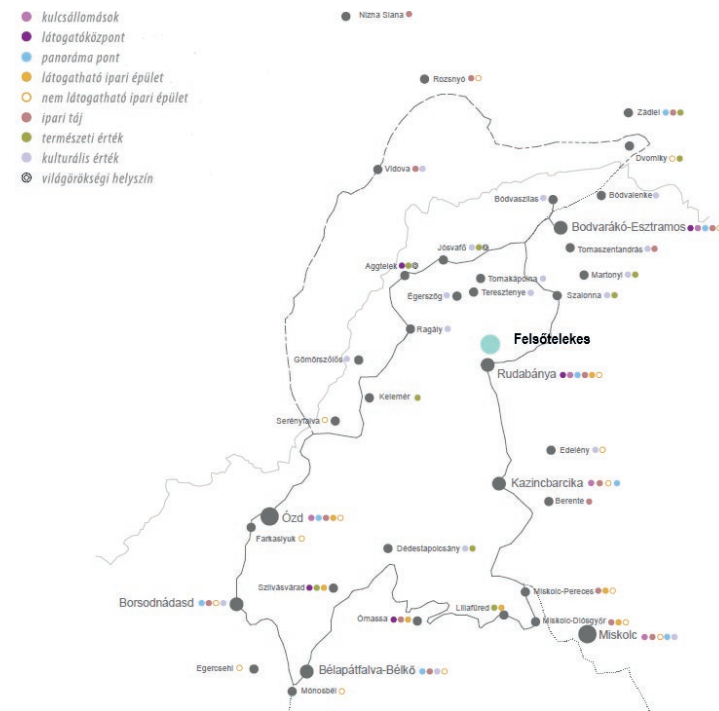 kulcsállomások
látogatóközpont
panoráma pont
látogatható ipari épület
nem látogatható ipari épület
ipari táj
természeti érték
kulturális érték
világörökségi helyszín
Nizna Slana
Rozsnyó
Zádiel
Dvorniky
Vidova
Bódvaszilas
Bódvalenke
Bodvarákó-Esztramos
Jósvafő
Tornaszentandrás
Aggtelek
Tornakápolna
Martonyi
Égerszög
Teresztenye
Szalonna
Ragály
Felsőtelekes
Gömörszőlős
Rudabánya
Kelemér
Serényfalva
Edelény
Kazincbarcika
Berente
Ózd
Farkaslyuk
Dédestapolcsány
Szilvásvárad
Miskolc-Pereces
Borsodnádasd
Lillafüred
Ómassa
Miskolc-Diósgyőr
Miskolc
Egercsehi
Bélapátfalva-Bélkő
Mónosbél